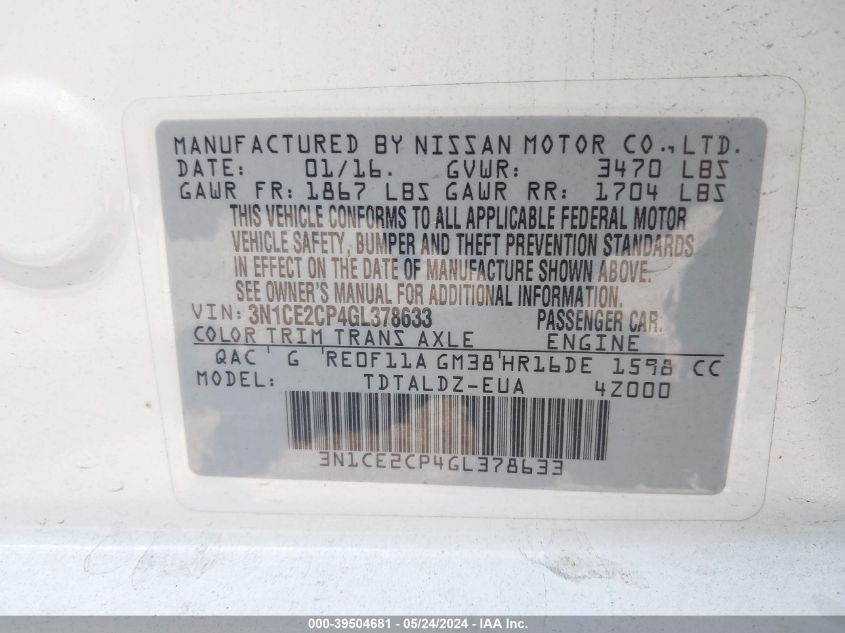 MANUFACTURED BY NISSAN MOTOR CO., LTD.
DATE: 01/16. GVWR: 3470 LBS
GAWR FR: 1867 LBS GAWR RR: 1704 LBS
THIS VEHICLE CONFORMS TO ALL APPLICABLE FEDERAL MOTOR
VEHICLE SAFETY, BUMPER AND THEFT PREVENTION STANDARDS
IN EFFECT ON THE DATE OF MANUFACTURE SHOWN ABOVE.
SEE OWNER'S MANUAL FOR ADDITIONAL INFORMATION.
VIN: 3N1CE2CP4GL378633 PASSENGER CAR.
COLOR TRIM TRANS AXLE ENGINE
QAC G RE0F11A GM38 HR16DE 1598 CC
MODEL: TDTALDZ-EUA 4Z000
3N1CE2CP4GL378633
000-39504681 - 05/24/2024 - IAA Inc.